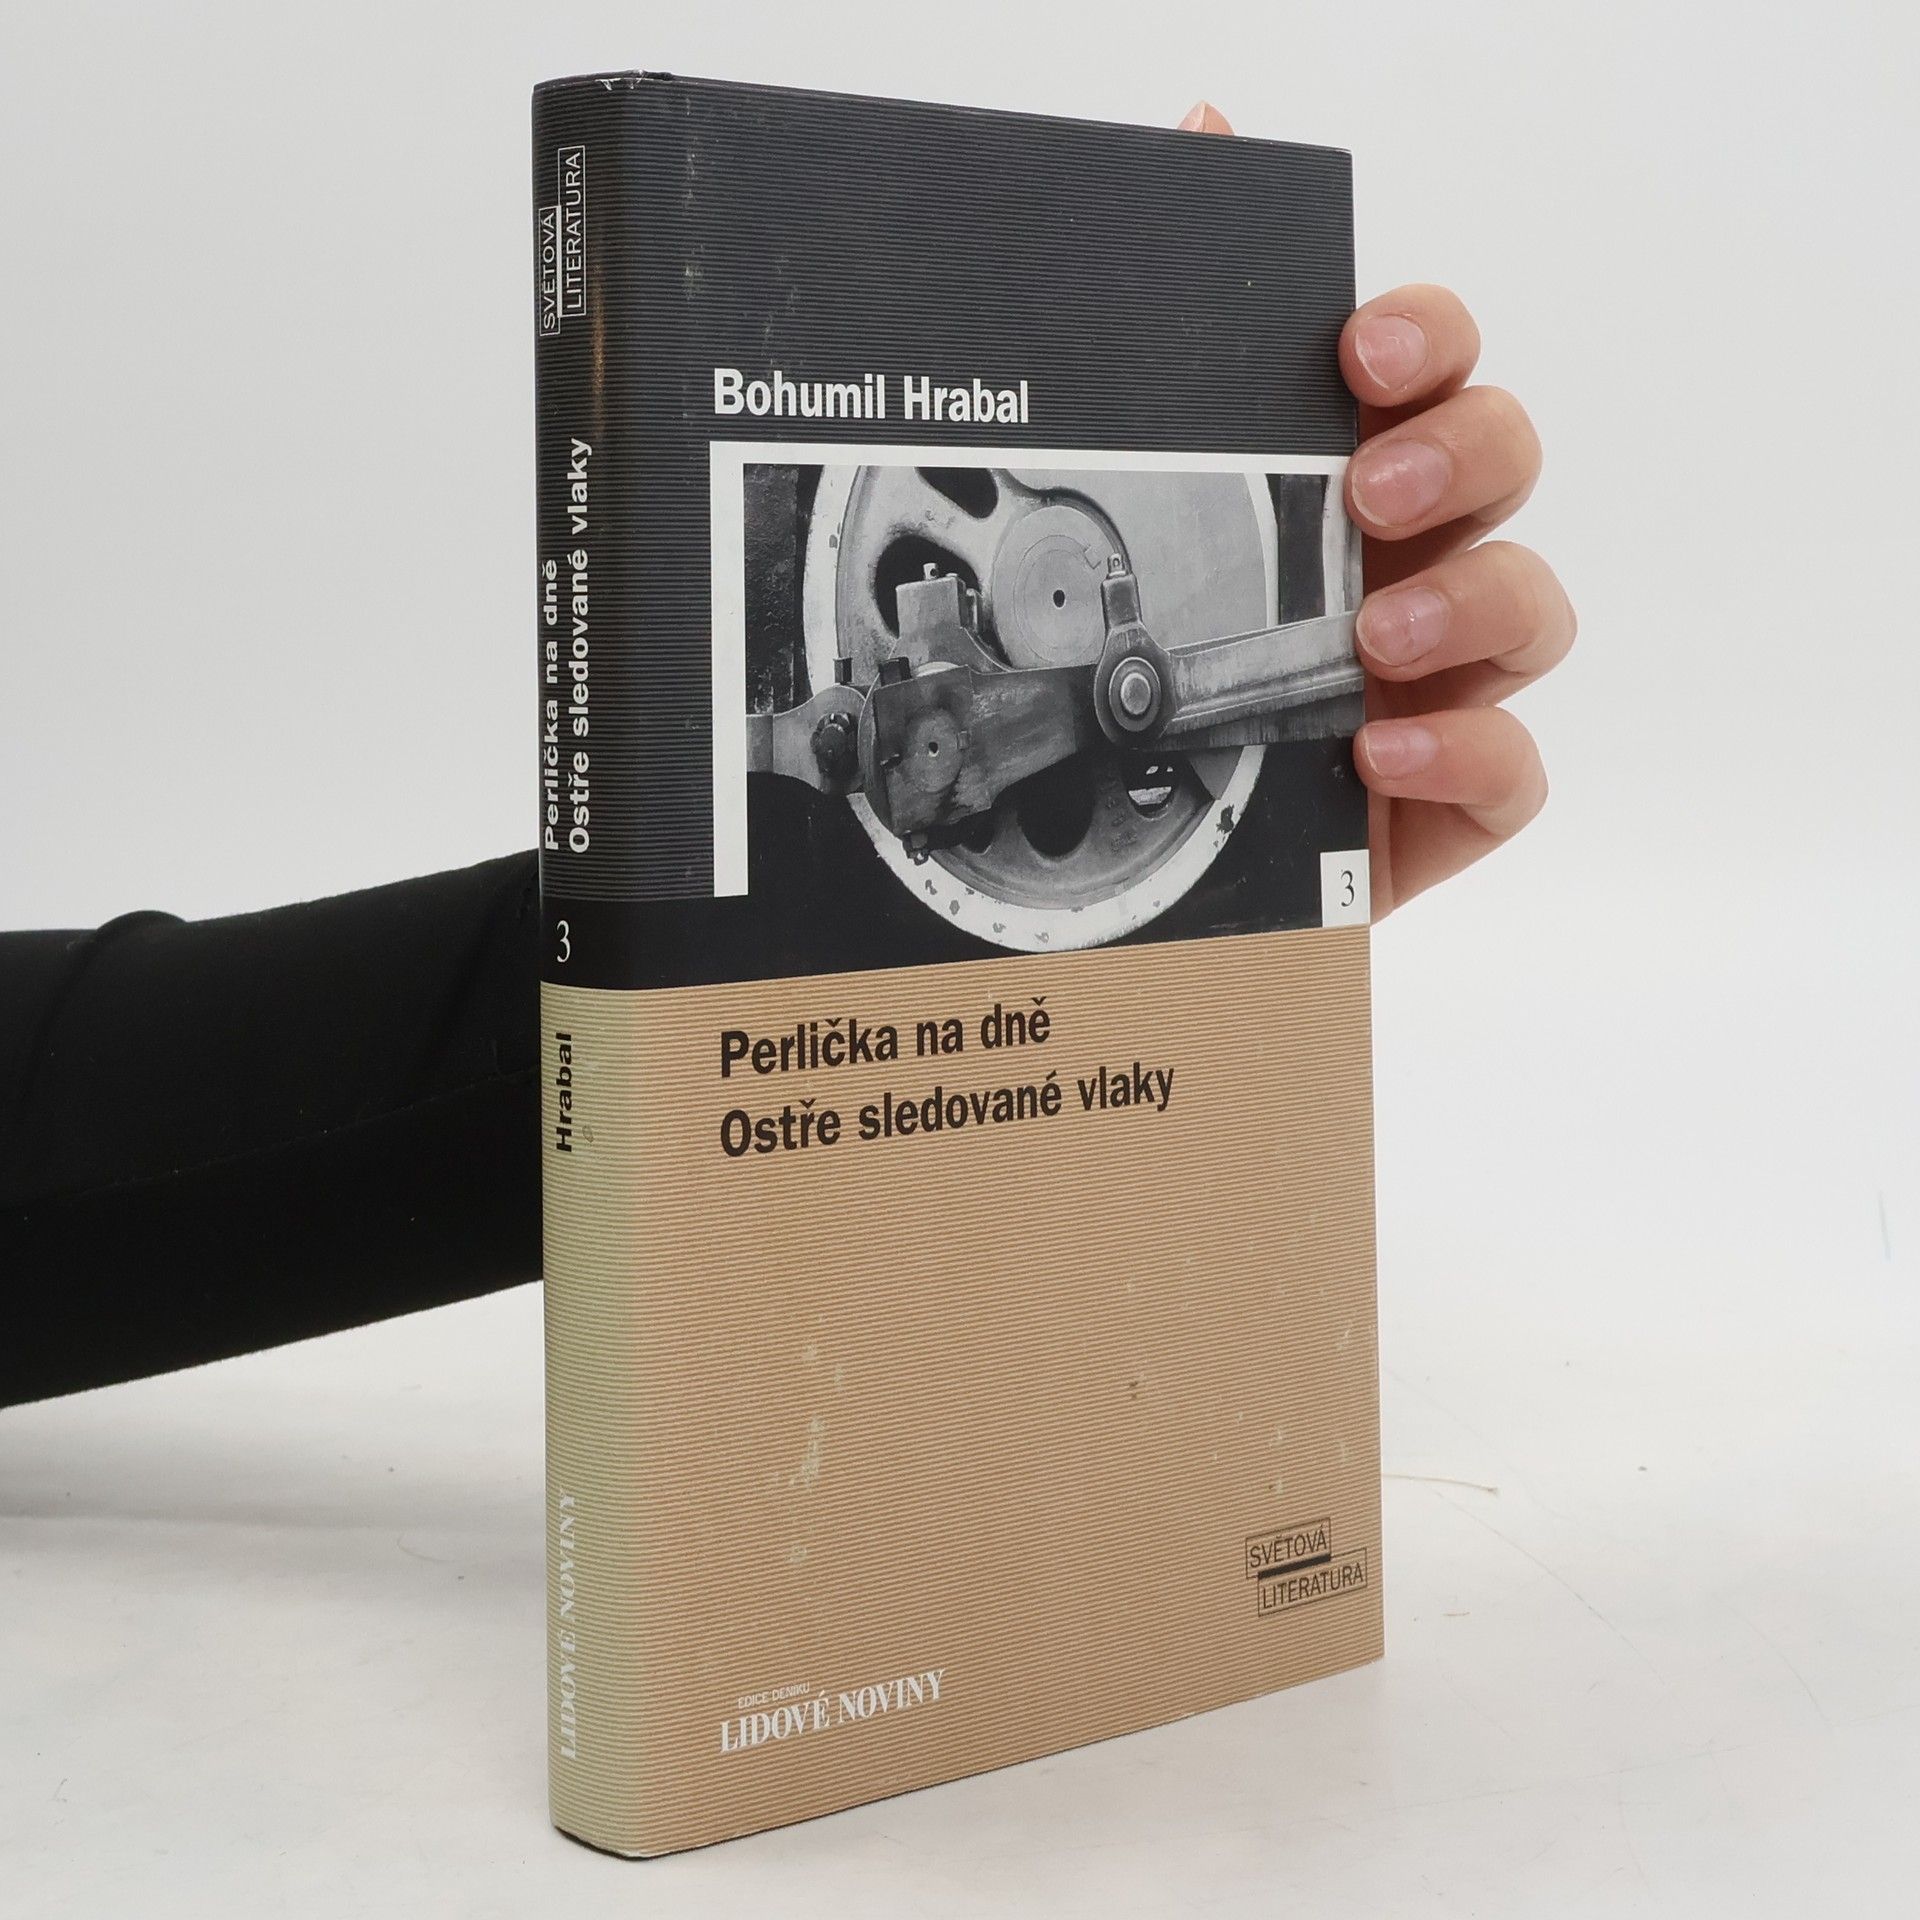 SVĚTOVÁ
LITERATURA
Perlička na dně
Ostře sledované vlaky
3
Hrabal
LIDOVÉ NOVINY
Bohumil Hrabal
3
Perlička na dně
Ostře sledované vlaky
SVĚTOVÁ
LITERATURA
EDICE DENÍKU
LIDOVÉ NOVINY